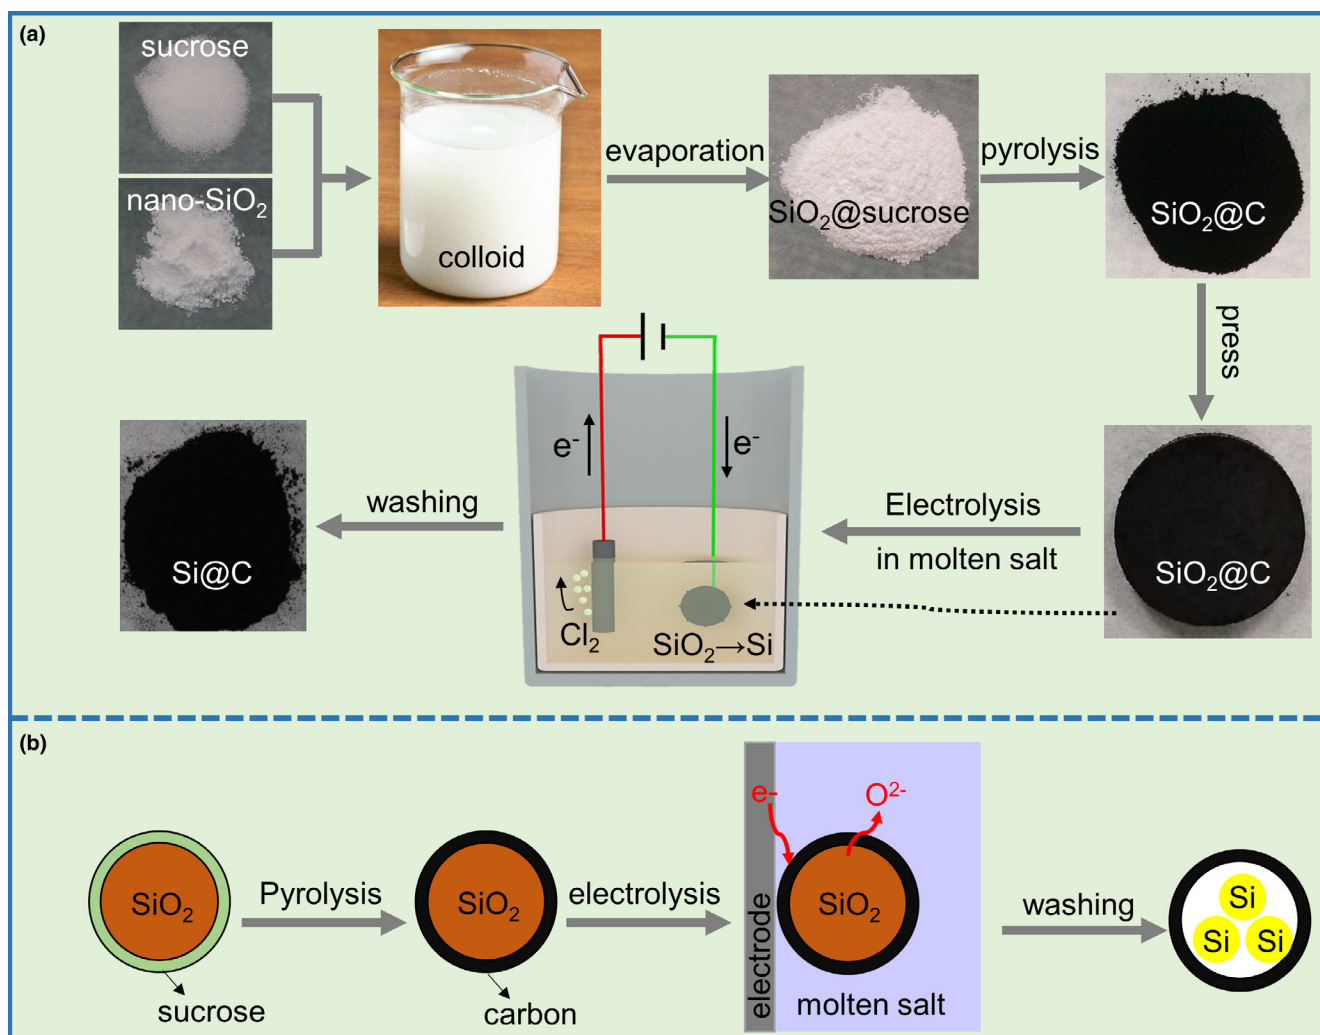 (a)
sucrose
nano-SiO₂
colloid
evaporation
SiO₂@sucrose
pyrolysis
SiO₂@C
press
SiO₂@C
Electrolysis
in molten salt
e⁻
e⁻
Cl₂
SiO₂→Si
washing
Si@C
(b)
SiO₂
sucrose
Pyrolysis
SiO₂
carbon
electrolysis
electrode
e-
O²⁻
SiO₂
molten salt
washing
Si
Si
Si